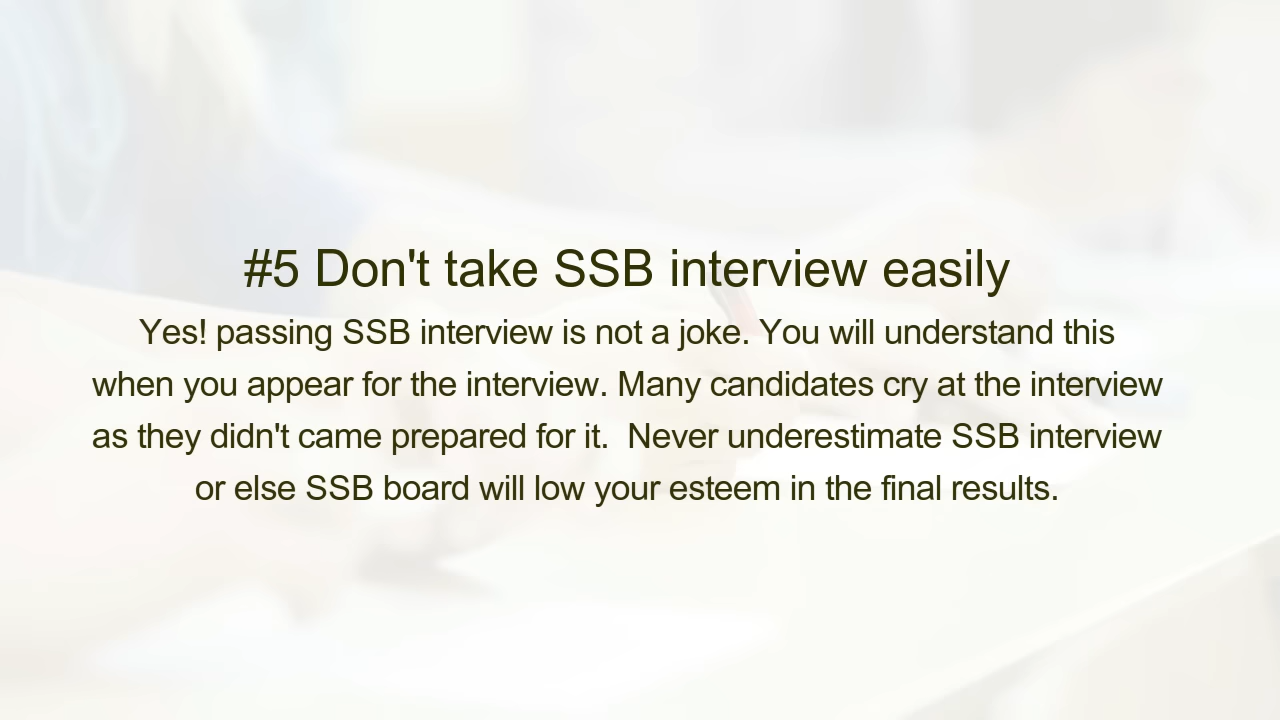 #5 Don't take SSB interview easily
Yes! passing SSB interview is not a joke. You will understand this
when you appear for the interview. Many candidates cry at the interview
as they didn't came prepared for it.  Never underestimate SSB interview
or else SSB board will low your esteem in the final results.